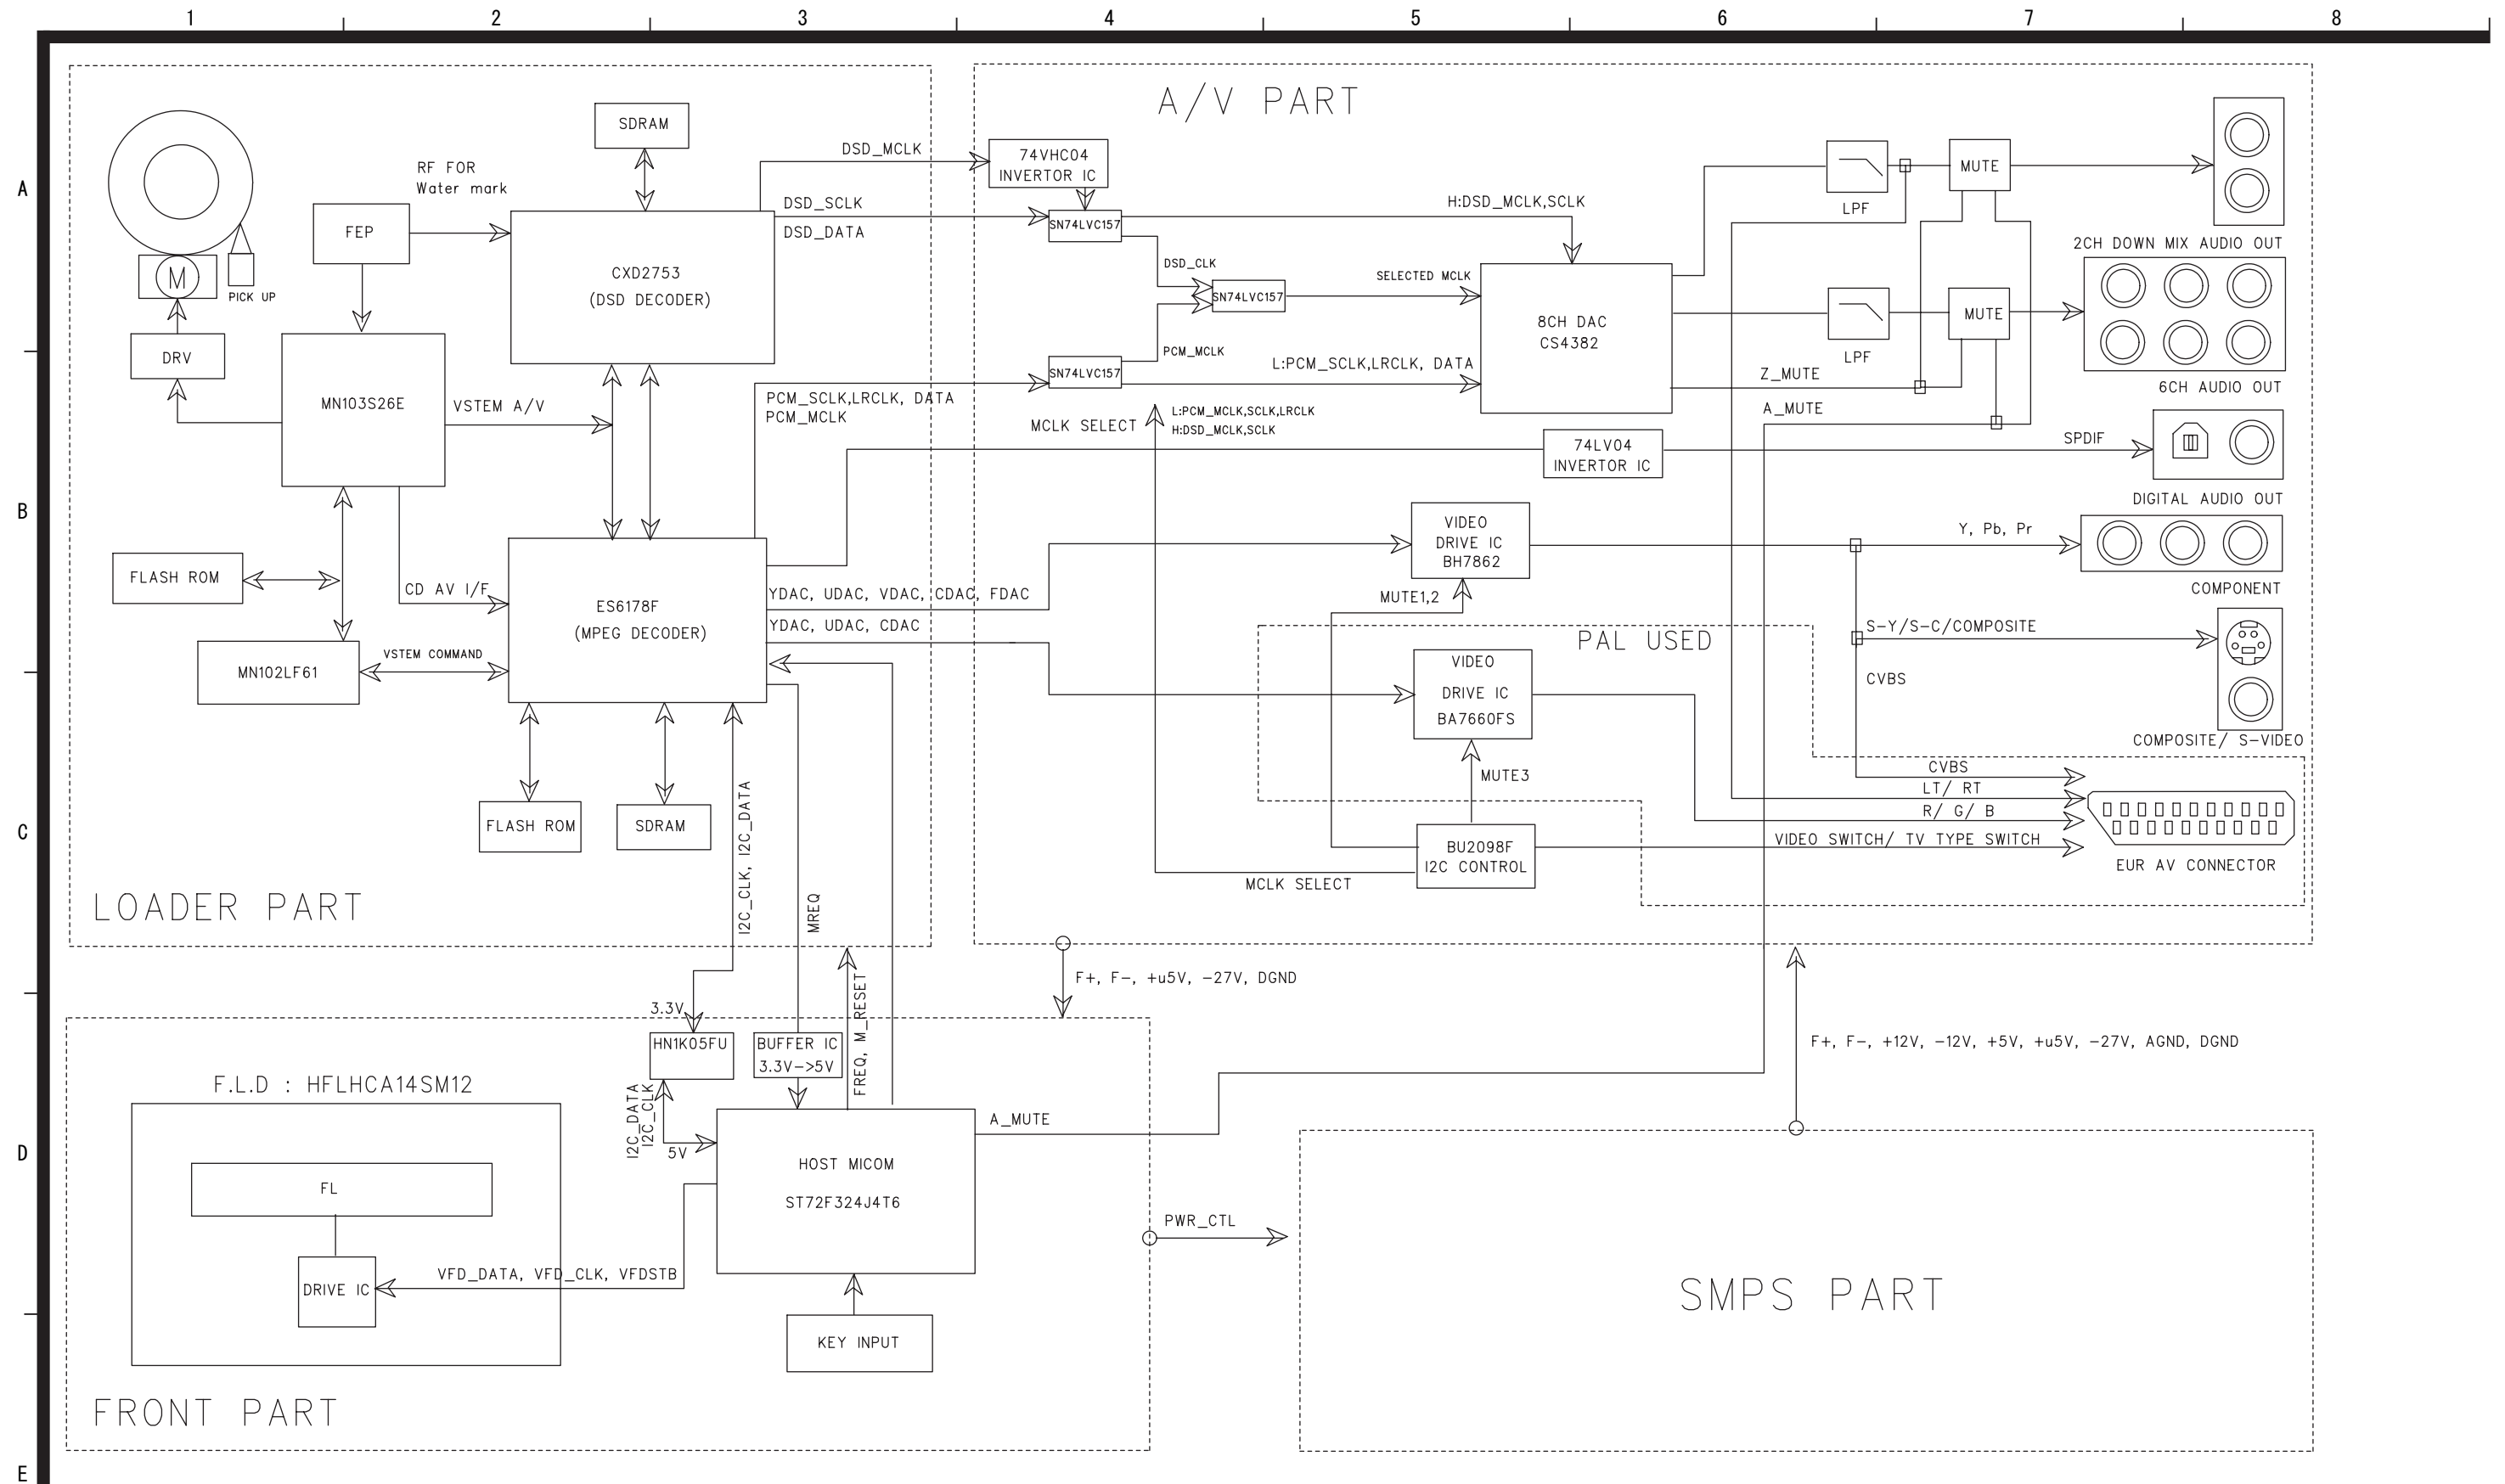 1 2 3 4 5 6 7 8
A
B
C
D
E
LOADER PART
SDRAM
RF FOR
Water mark
FEP
CXD2753
(DSD DECODER)
M
PICK UP
DRV
MN103S26E
VSTEM A/V
FLASH ROM
CD AV I/F
MN102LF61
VSTEM COMMAND
ES6178F
(MPEG DECODER)
FLASH ROM
SDRAM
DSD_MCLK
DSD_SCLK
DSD_DATA
PCM_SCLK,LRCLK, DATA
PCM_MCLK
YDAC, UDAC, VDAC, CDAC, FDAC
YDAC, UDAC, CDAC
I2C_CLK, I2C_DATA
MREQ
FREQ, M_RESET
A/V PART
74VHC04
INVERTOR IC
SN74LVC157
H:DSD_MCLK,SCLK
DSD_CLK
SN74LVC157
SELECTED MCLK
PCM_MCLK
SN74LVC157
L:PCM_SCLK,LRCLK, DATA
MCLK SELECT
L:PCM_MCLK,SCLK,LRCLK
H:DSD_MCLK,SCLK
8CH DAC
CS4382
LPF
MUTE
2CH DOWN MIX AUDIO OUT
LPF
MUTE
6CH AUDIO OUT
Z_MUTE
A_MUTE
74LV04
INVERTOR IC
SPDIF
DIGITAL AUDIO OUT
VIDEO
DRIVE IC
BH7862
Y, Pb, Pr
COMPONENT
MUTE1,2
PAL USED
VIDEO
DRIVE IC
BA7660FS
S-Y/S-C/COMPOSITE
CVBS
COMPOSITE/ S-VIDEO
MUTE3
CVBS
LT/ RT
R/ G/ B
VIDEO SWITCH/ TV TYPE SWITCH
EUR AV CONNECTOR
BU2098F
I2C CONTROL
MCLK SELECT
F+, F-, +u5V, -27V, DGND
F+, F-, +12V, -12V, +5V, +u5V, -27V, AGND, DGND
3.3V
HN1K05FU
BUFFER IC
3.3V->5V
I2C_DATA
I2C_CLK
5V
F.L.D : HFLHCA14SM12
FL
DRIVE IC
VFD_DATA, VFD_CLK, VFDSTB
HOST MICOM
ST72F324J4T6
A_MUTE
KEY INPUT
PWR_CTL
SMPS PART
FRONT PART